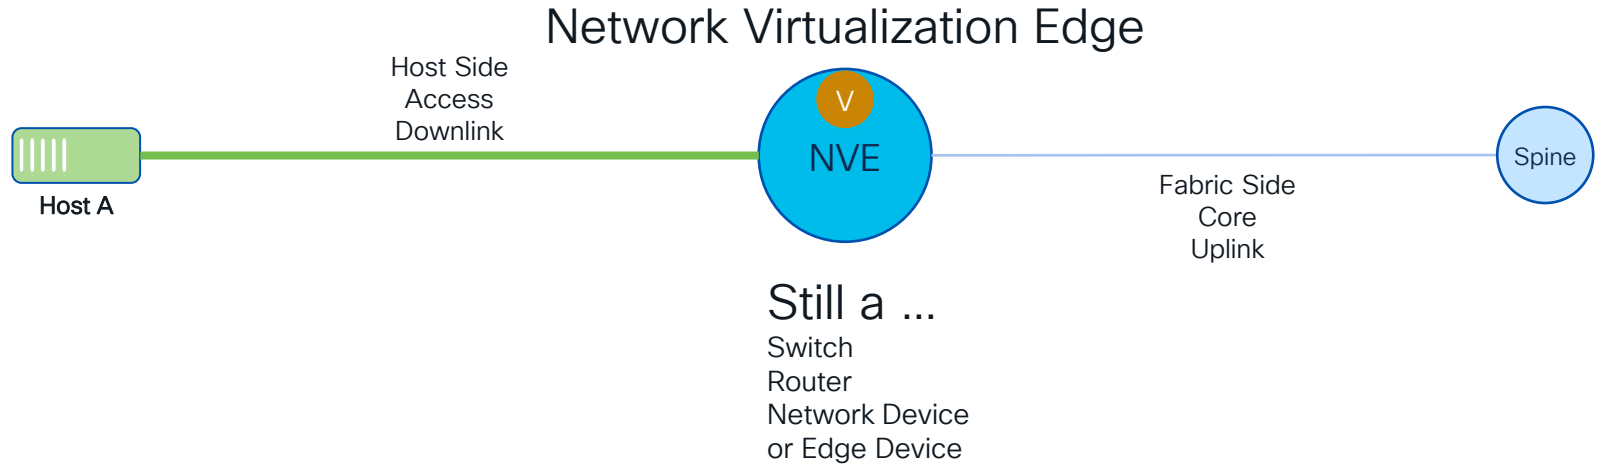 Network Virtualization Edge
Host Side
Access
Downlink
V
NVE
Host A
Spine
Fabric Side
Core
Uplink
Still a ...
Switch
Router
Network Device
or Edge Device